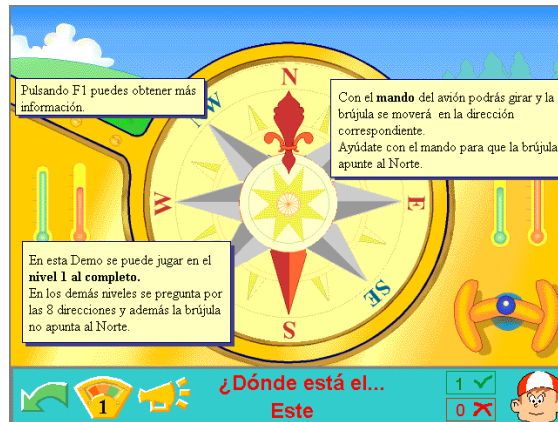 Pulsando F1 puedes obtener más
información.
Con el mando del avión podrás girar y la
brújula se moverá en la dirección
correspondiente.
Ayúdate con el mando para que la brújula
apunte al Norte.
N
NW
W
E
SE
S
En esta Demo se puede jugar en el
nivel 1 al completo.
En los demás niveles se pregunta por
las 8 direcciones y además la brújula
no apunta al Norte.
1
¿Dónde está el...
Este
1
0